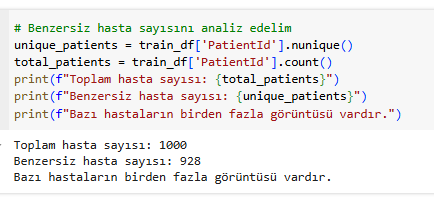 # Benzersiz hasta sayısını analiz edelim
unique_patients = train_df['PatientId'].nunique()
total_patients = train_df['PatientId'].count()
print(f"Toplam hasta sayısı: {total_patients}")
print(f"Benzersiz hasta sayısı: {unique_patients}")
print(f"Bazı hastaların birden fazla görüntüsü vardır.")
Toplam hasta sayısı: 1000
Benzersiz hasta sayısı: 928
Bazı hastaların birden fazla görüntüsü vardır.